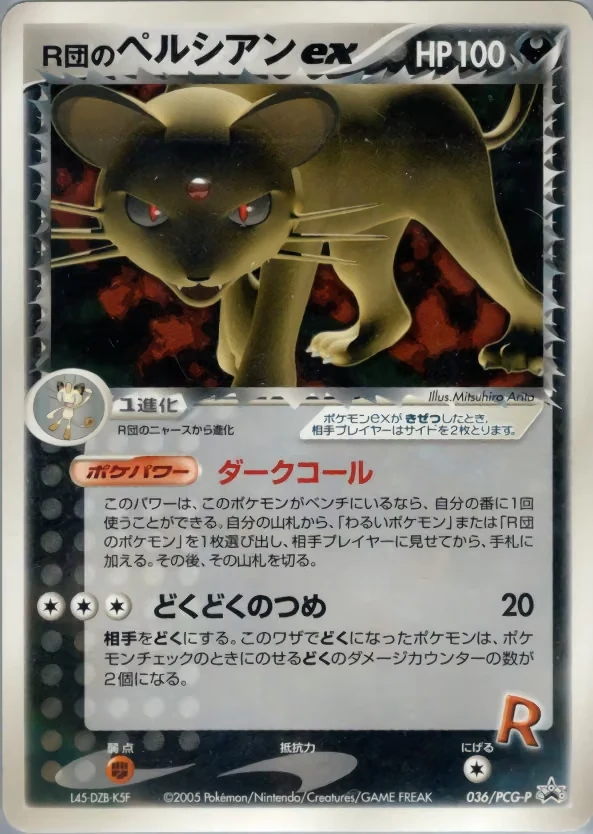 R団のペルシアンex HP100
Illus.Mitsuhiro Arita
1進化
R団のニャースから進化
ポケモンexがきぜつしたとき、
相手プレイヤーはサイドを2枚とります。
ポケパワー ダークコール
このパワーは、このポケモンがベンチにいるなら、自分の番に1回
使うことができる。自分の山札から、「わるいポケモン」または「R団
のポケモン」を1枚選び出し、相手プレイヤーに見せてから、手札に
加える。その後、その山札を切る。
どくどくのつめ 20
相手をどくにする。このワザでどくになったポケモンは、ポケ
モンチェックのときにのせるどくのダメージカウンターの数が
2個になる。
R
弱点 抵抗力 にげる
L45-DZB-K5F ©2005 Pokémon/Nintendo/Creatures/GAME FREAK 036/PCG-P